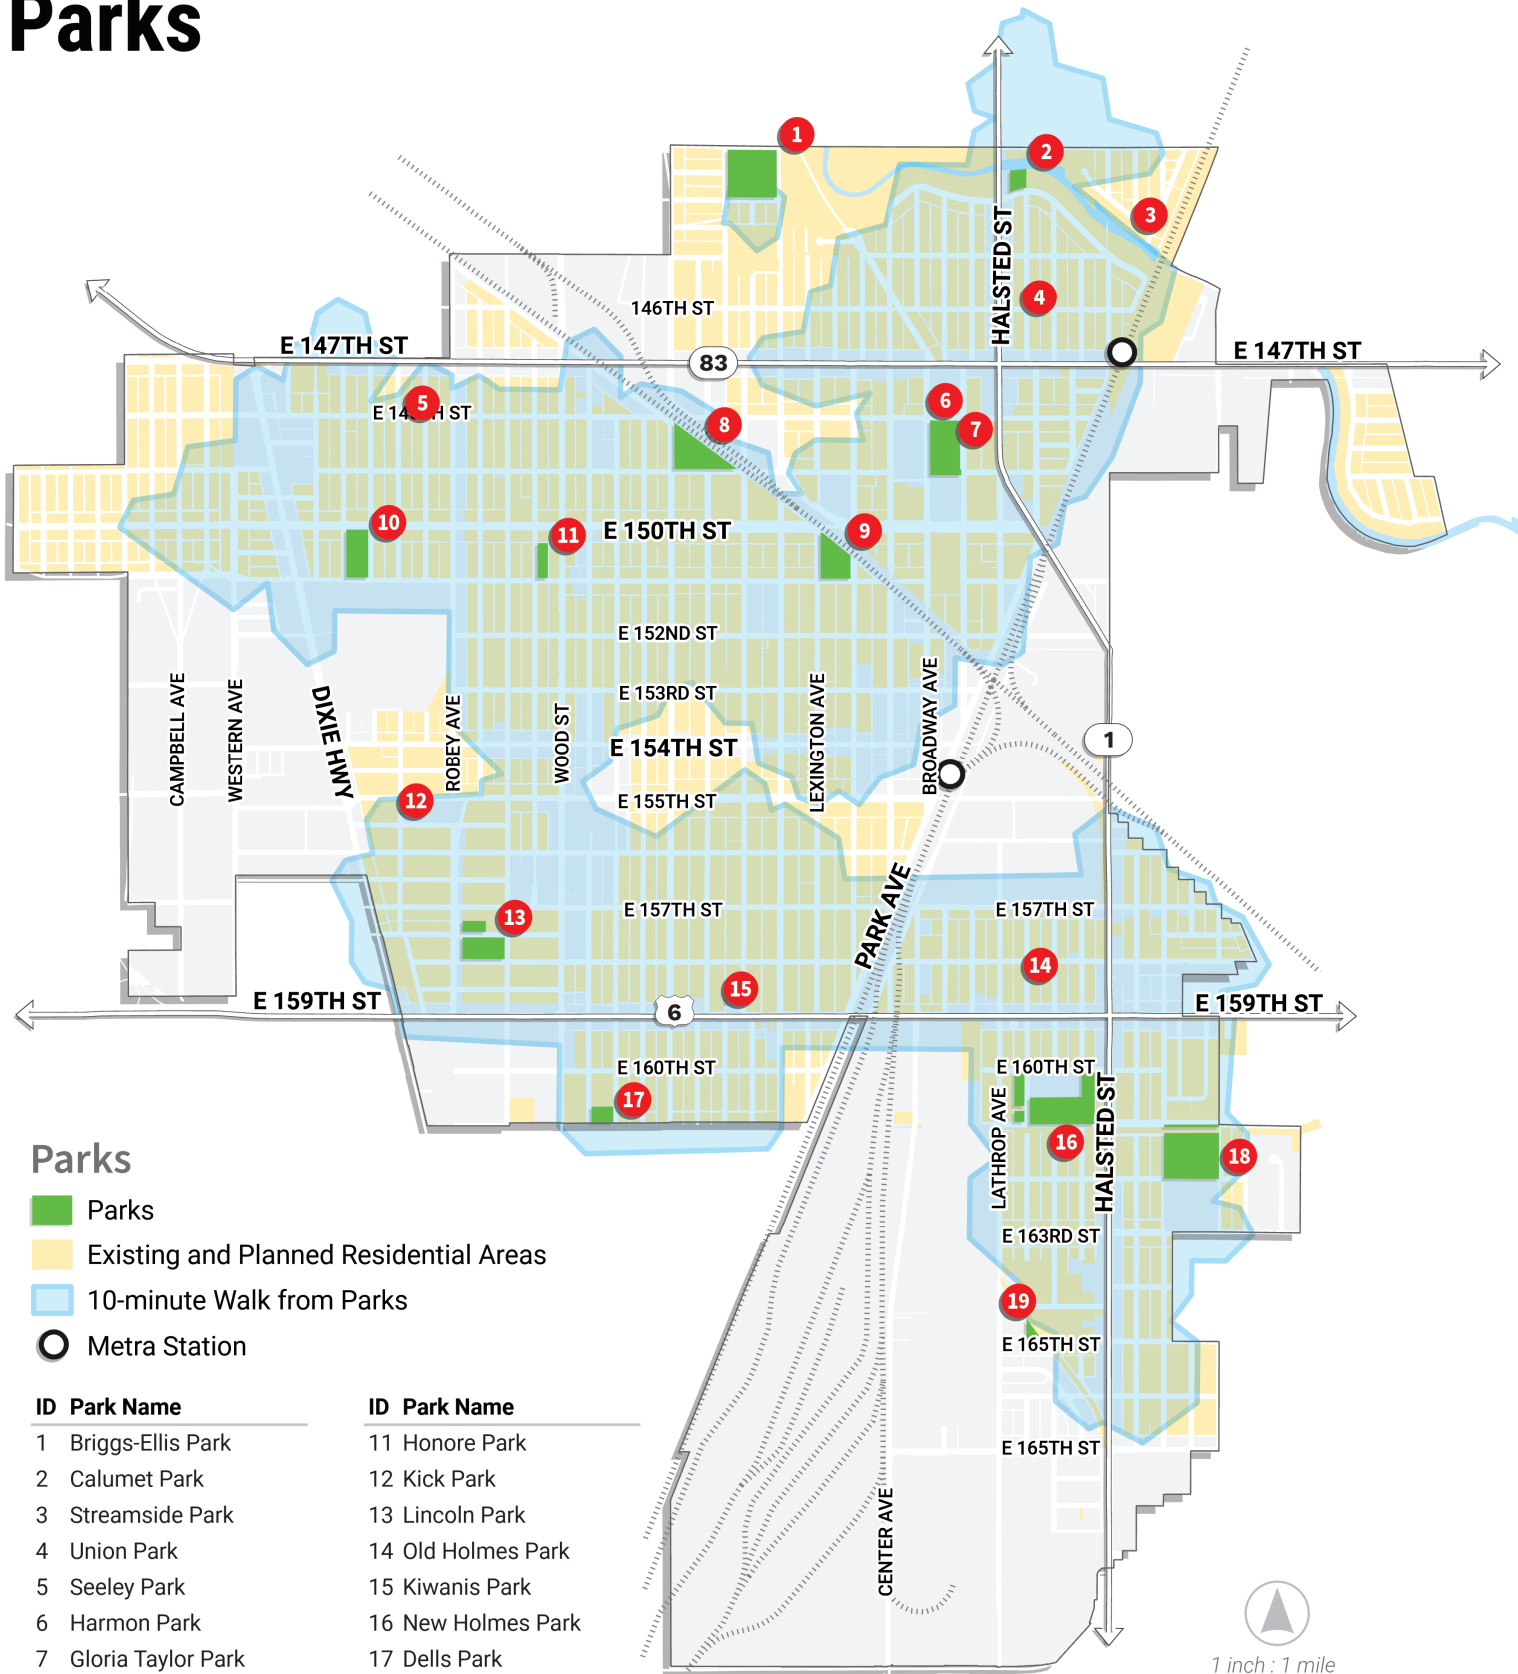 Parks
1
2
3
4
HALSTED ST
146TH ST
E 147TH ST
83
E 147TH ST
5
6
7
8
9
10
11
E 150TH ST
E 152ND ST
E 153RD ST
CAMPBELL AVE
WESTERN AVE
DIXIE HWY
ROBEY AVE
WOOD ST
E 154TH ST
LEXINGTON AVE
BROADWAY AVE
1
12
E 155TH ST
PARK AVE
13
E 157TH ST
E 157TH ST
14
15
E 159TH ST
6
E 159TH ST
E 160TH ST
E 160TH ST
17
LATHROP AVE
HALSTED ST
16
18
E 163RD ST
19
E 165TH ST
E 165TH ST
CENTER AVE
Parks
Parks
Existing and Planned Residential Areas
10-minute Walk from Parks
Metra Station
ID Park Name
1 Briggs-Ellis Park
2 Calumet Park
3 Streamside Park
4 Union Park
5 Seeley Park
6 Harmon Park
7 Gloria Taylor Park
ID Park Name
11 Honore Park
12 Kick Park
13 Lincoln Park
14 Old Holmes Park
15 Kiwanis Park
16 New Holmes Park
17 Dells Park
1 inch : 1 mile